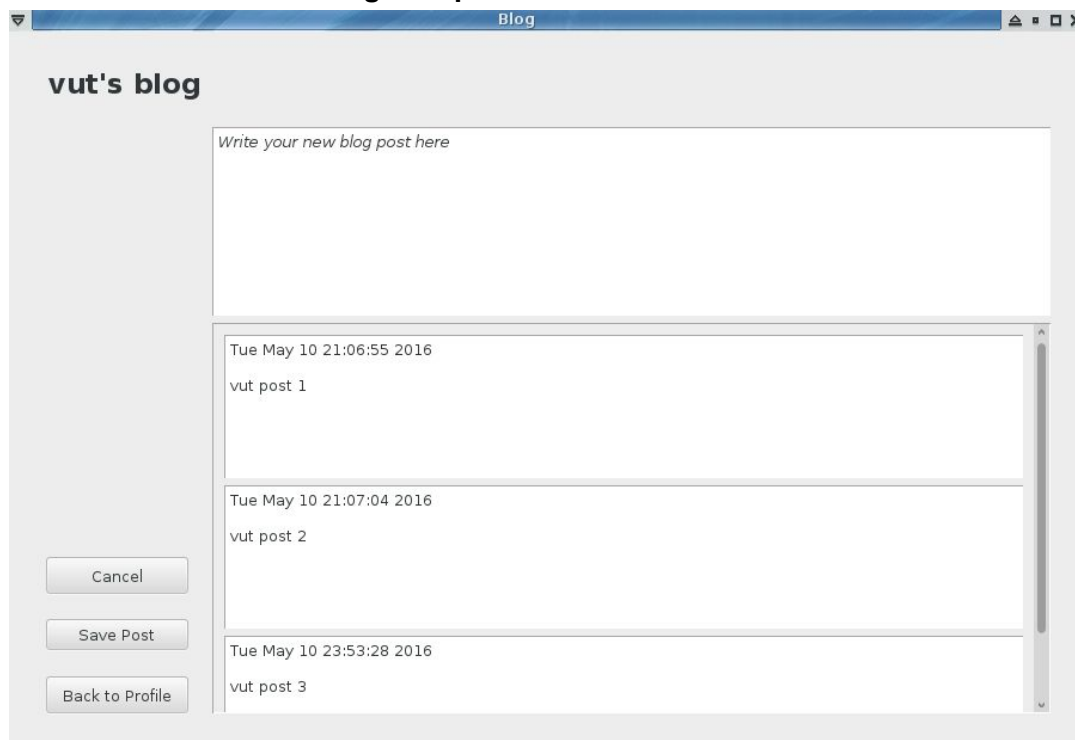 Blog
vut's blog
Write your new blog post here
Tue May 10 21:06:55 2016
vut post 1
Tue May 10 21:07:04 2016
vut post 2
Cancel
Save Post
Tue May 10 23:53:28 2016
vut post 3
Back to Profile